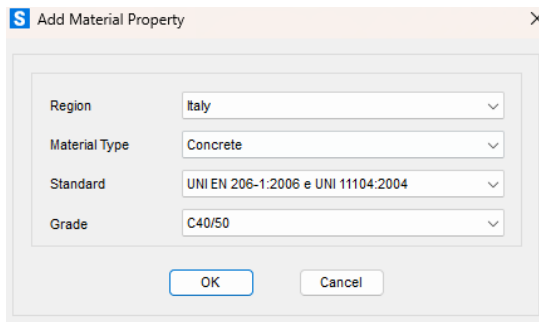 S Add Material Property
Region Italy
Material Type Concrete
Standard UNI EN 206-1:2006 e UNI 11104:2004
Grade C40/50
OK Cancel